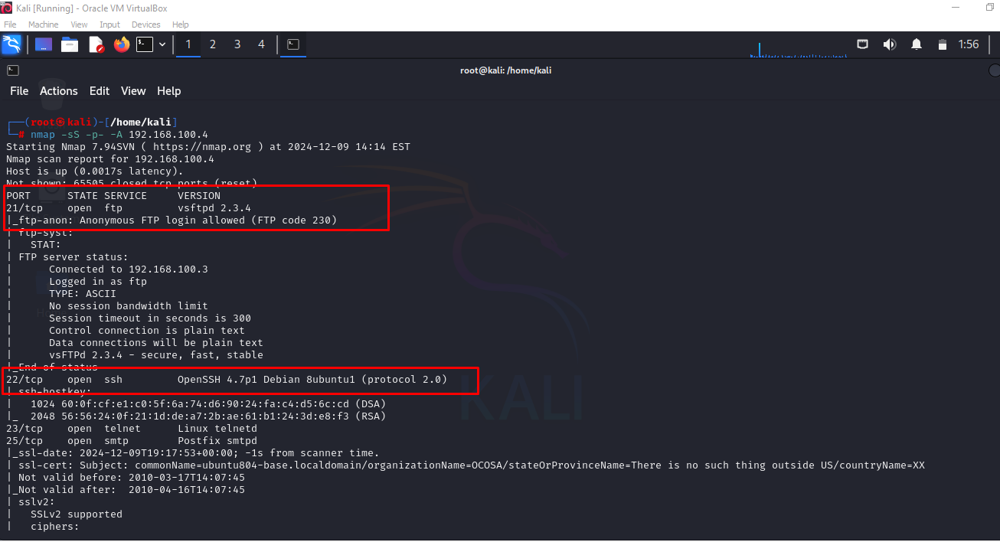 Kali [Running] - Oracle VM VirtualBox
File Machine View Input Devices Help
1 2 3 4 1:56
root@kali: /home/kali
File Actions Edit View Help
┌──(root㉿kali)-[/home/kali]
└─# nmap -sS -p- -A 192.168.100.4
Starting Nmap 7.94SVN ( https://nmap.org ) at 2024-12-09 14:14 EST
Nmap scan report for 192.168.100.4
Host is up (0.0017s latency).
Not shown: 65505 closed tcp ports (reset)
PORT STATE SERVICE VERSION
21/tcp open ftp vsftpd 2.3.4
|_ftp-anon: Anonymous FTP login allowed (FTP code 230)
| ftp-syst:
| STAT:
| FTP server status:
| Connected to 192.168.100.3
| Logged in as ftp
| TYPE: ASCII
| No session bandwidth limit
| Session timeout in seconds is 300
| Control connection is plain text
| Data connections will be plain text
| vsFTPd 2.3.4 - secure, fast, stable
|_End of status
22/tcp open ssh OpenSSH 4.7p1 Debian 8ubuntu1 (protocol 2.0)
| ssh-hostkey:
| 1024 60:0f:cf:e1:c0:5f:6a:74:d6:90:24:fa:c4:d5:6c:cd (DSA)
|_ 2048 56:56:24:0f:21:1d:de:a7:2b:ae:61:b1:24:3d:e8:f3 (RSA)
23/tcp open telnet Linux telnetd
25/tcp open smtp Postfix smtpd
|_ssl-date: 2024-12-09T19:17:53+00:00; -1s from scanner time.
| ssl-cert: Subject: commonName=ubuntu804-base.localdomain/organizationName=OCOSA/stateOrProvinceName=There is no such thing outside US/countryName=XX
| Not valid before: 2010-03-17T14:07:45
|_Not valid after: 2010-04-16T14:07:45
| sslv2:
| SSLv2 supported
| ciphers:
KALI